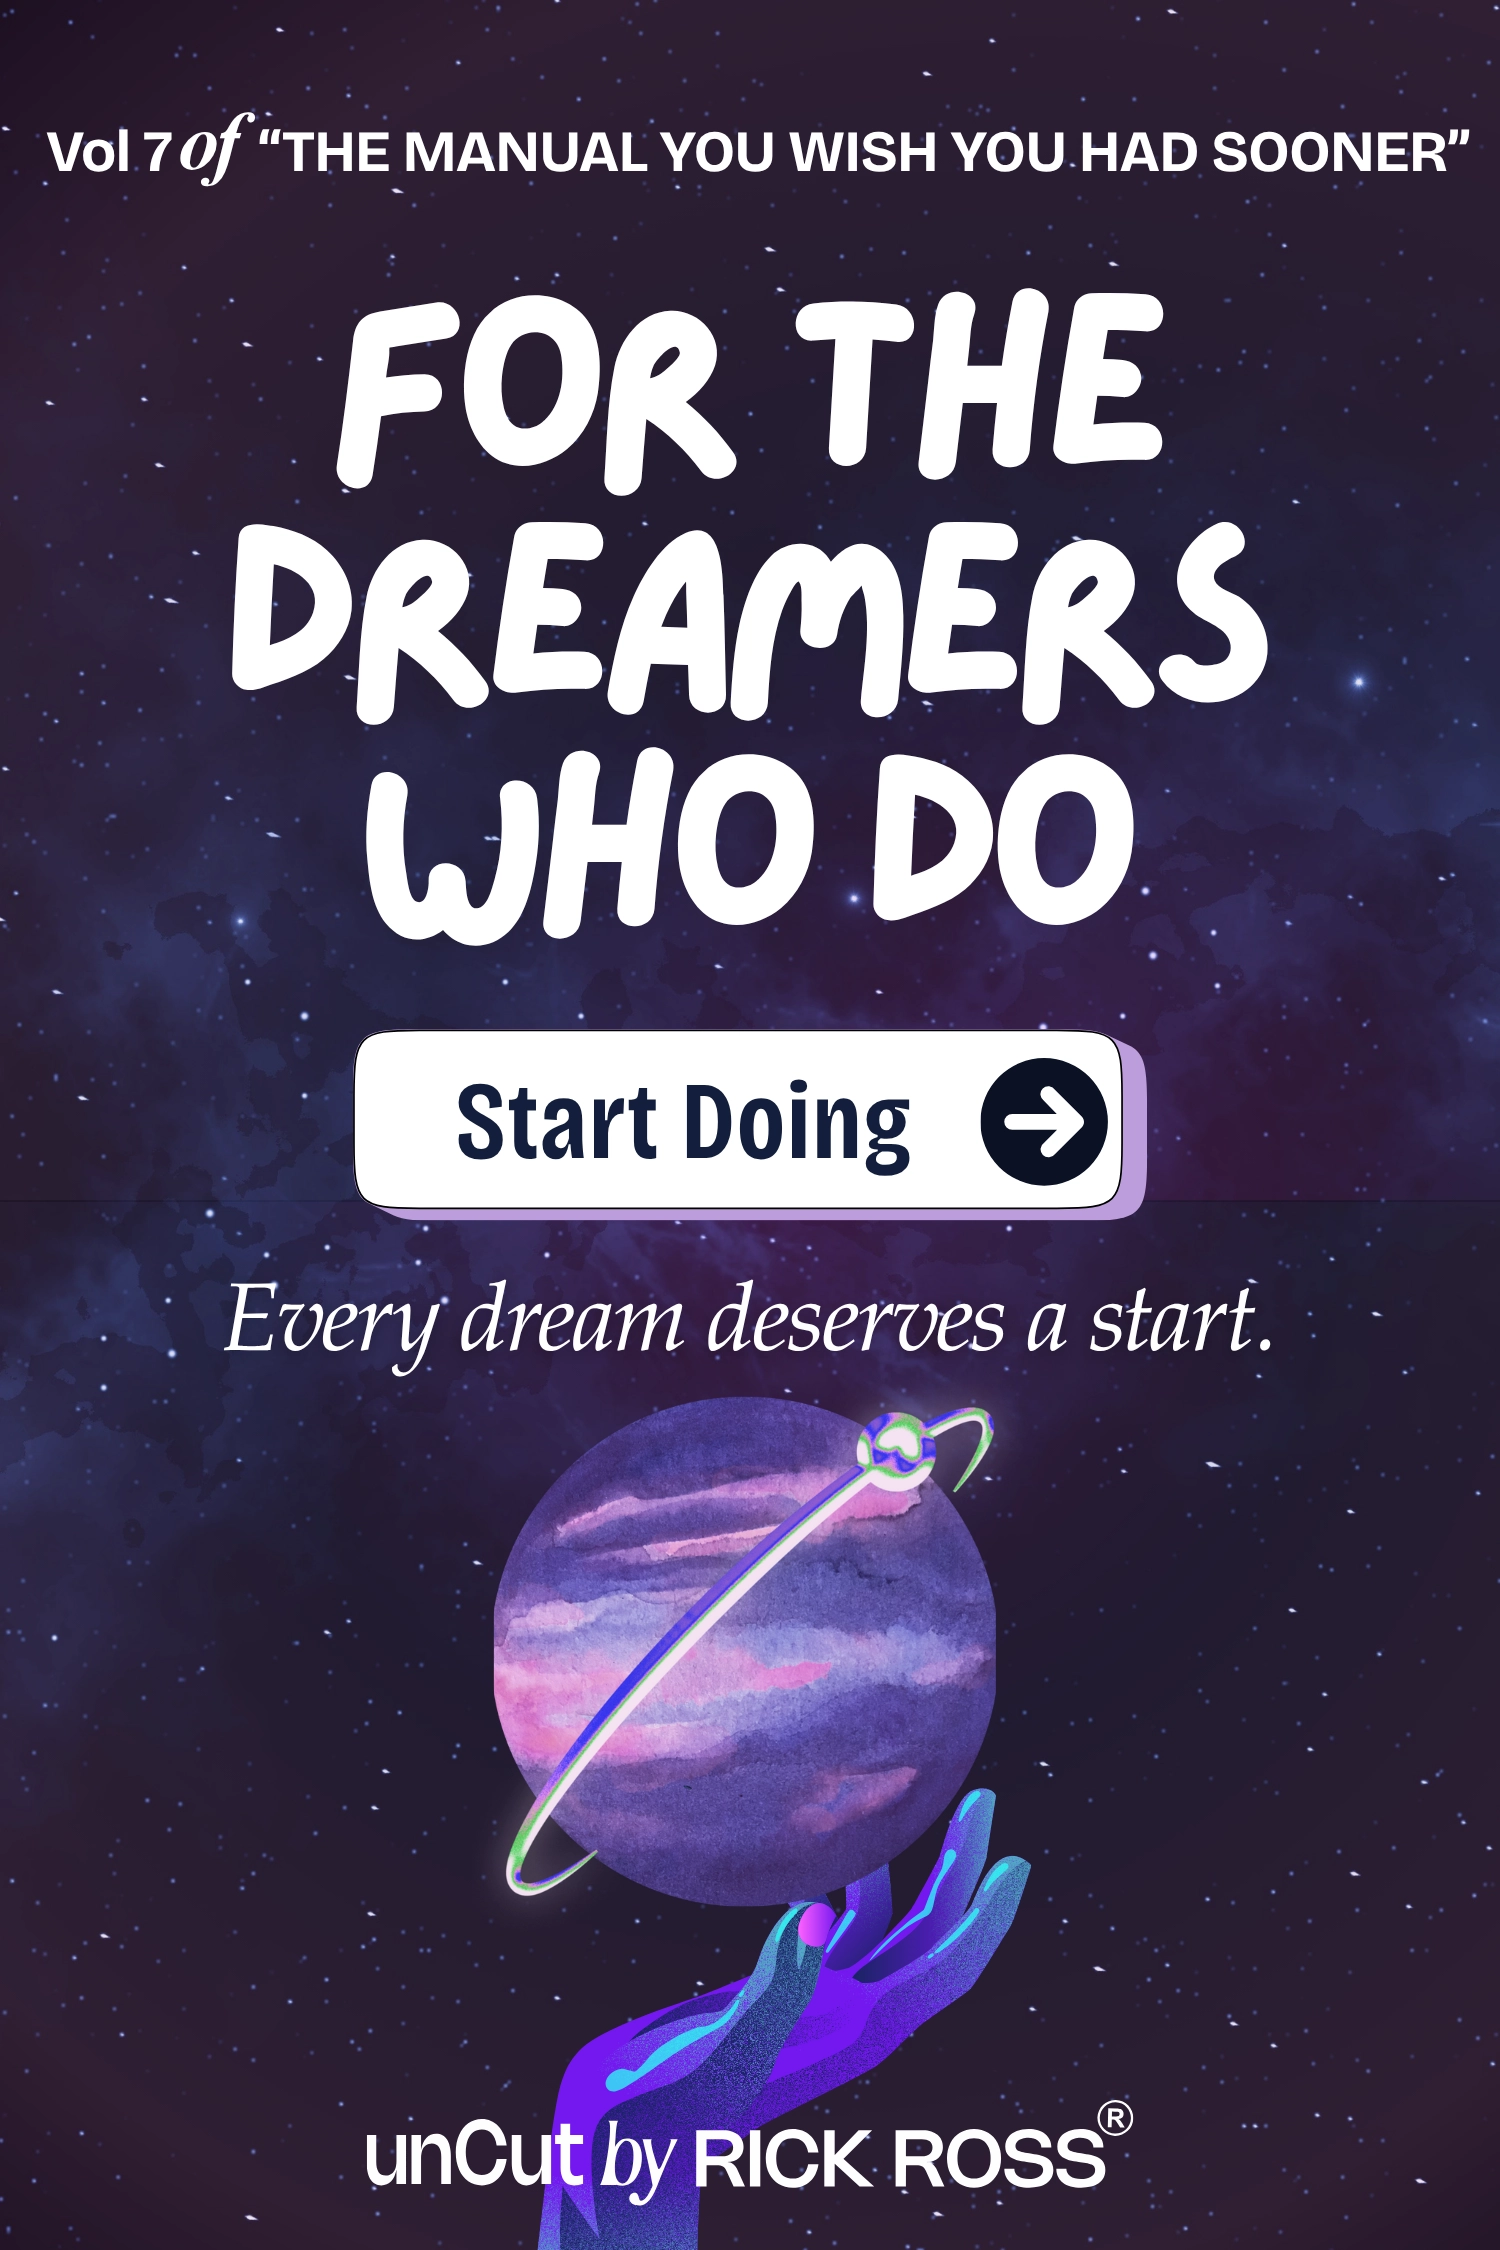 Vol 7 of “THE MANUAL YOU WISH YOU HAD SOONER”
FOR THE
DREAMERS
WHO DO
Start Doing
Every dream deserves a start.
unCut by RICK ROSS®